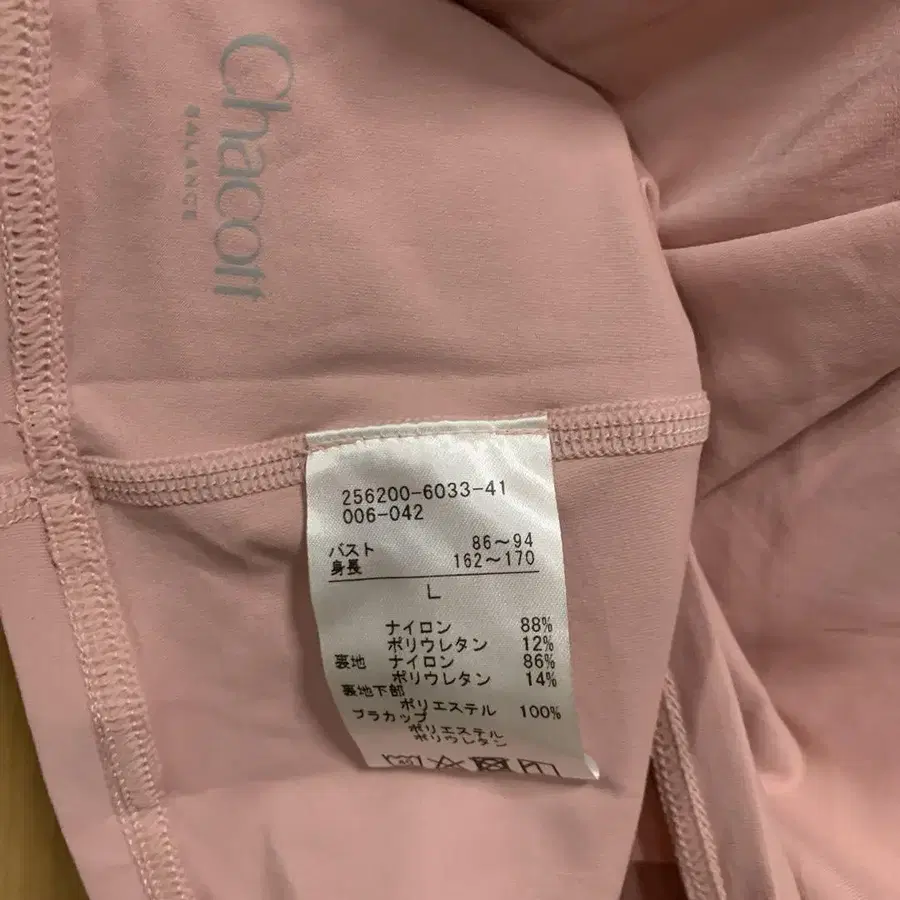 Chacott
BALANCE
256200-6033-41
006-042
バスト 86～94
身長 162～170
L
ナイロン 88%
ポリウレタン 12%
裏地 ナイロン 86%
ポリウレタン 14%
裏地下部
ポリエステル 100%
ブラカップ
ポリエステル
ポリウレタン